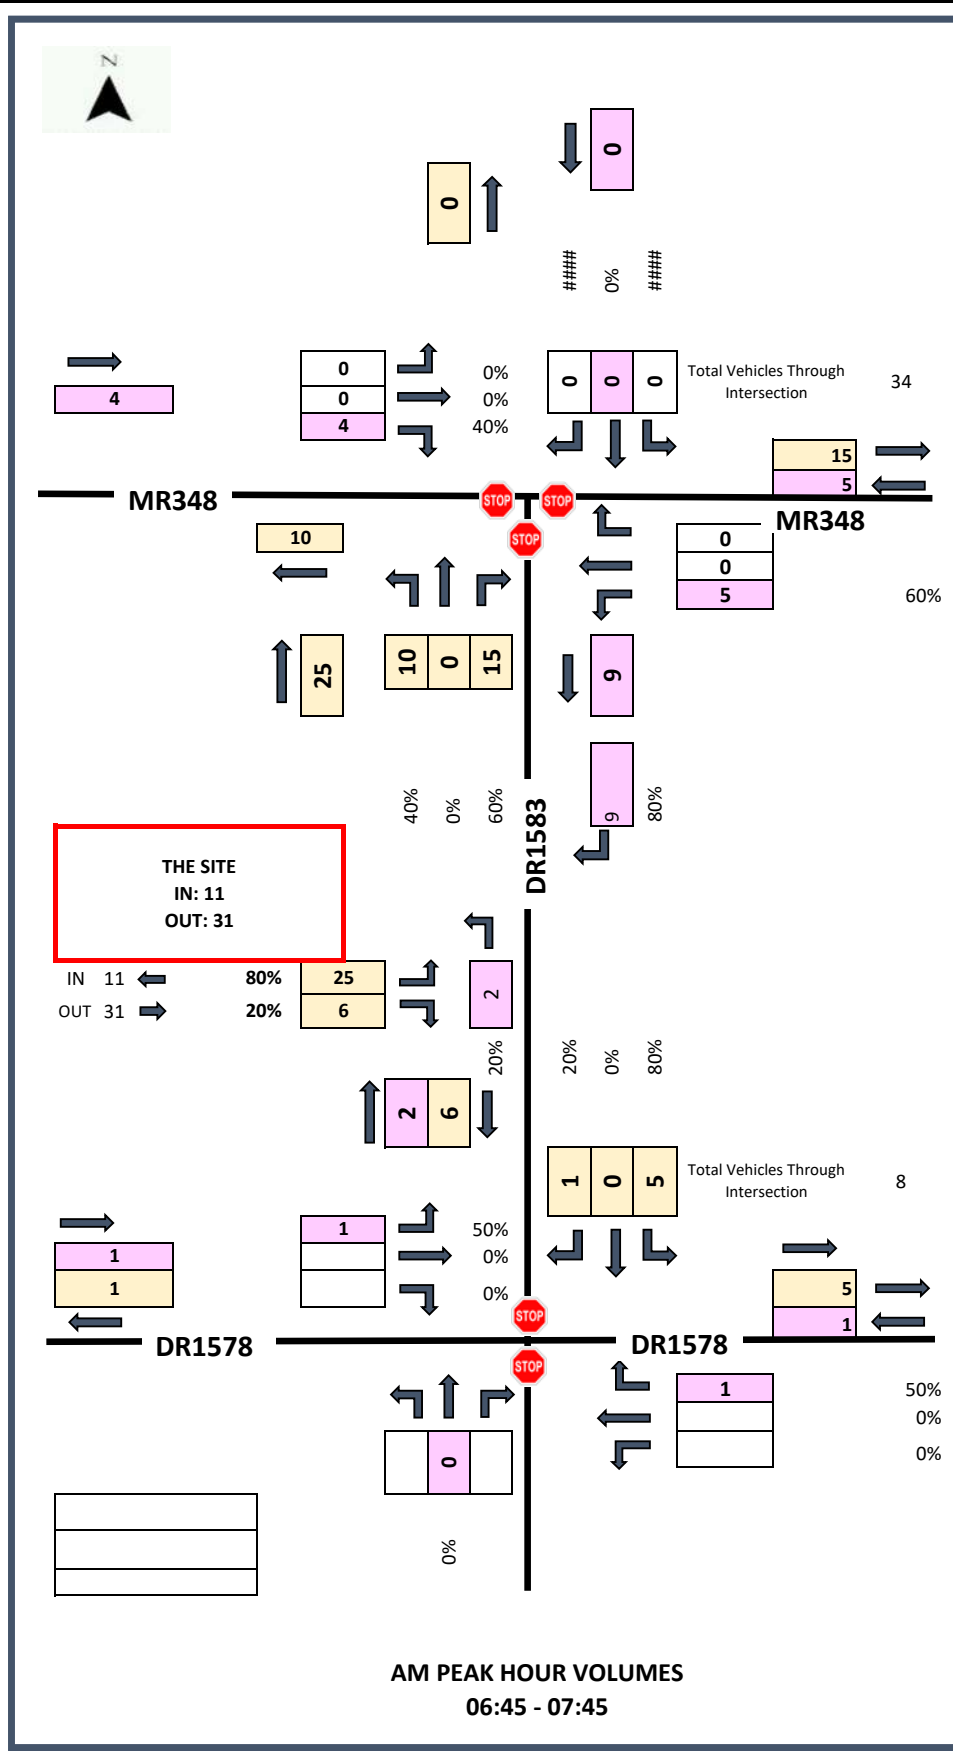 N
0
0
####
0%
####
4
0
0
4
0%
0%
40%
0
0
0
Total Vehicles Through
Intersection
34
15
5
MR348
STOP
STOP
STOP
MR348
10
0
0
5
60%
25
10
0
15
9
40%
0%
60%
DR1583
9
80%
THE SITE
IN: 11
OUT: 31
IN 11
80%
25
OUT 31
20%
6
2
20%
20%
0%
80%
2
6
1
0
5
Total Vehicles Through
Intersection
8
1
1
1
50%
0%
0%
5
1
STOP
DR1578
DR1578
STOP
1
50%
0%
0%
0
0%
AM PEAK HOUR VOLUMES
06:45 - 07:45